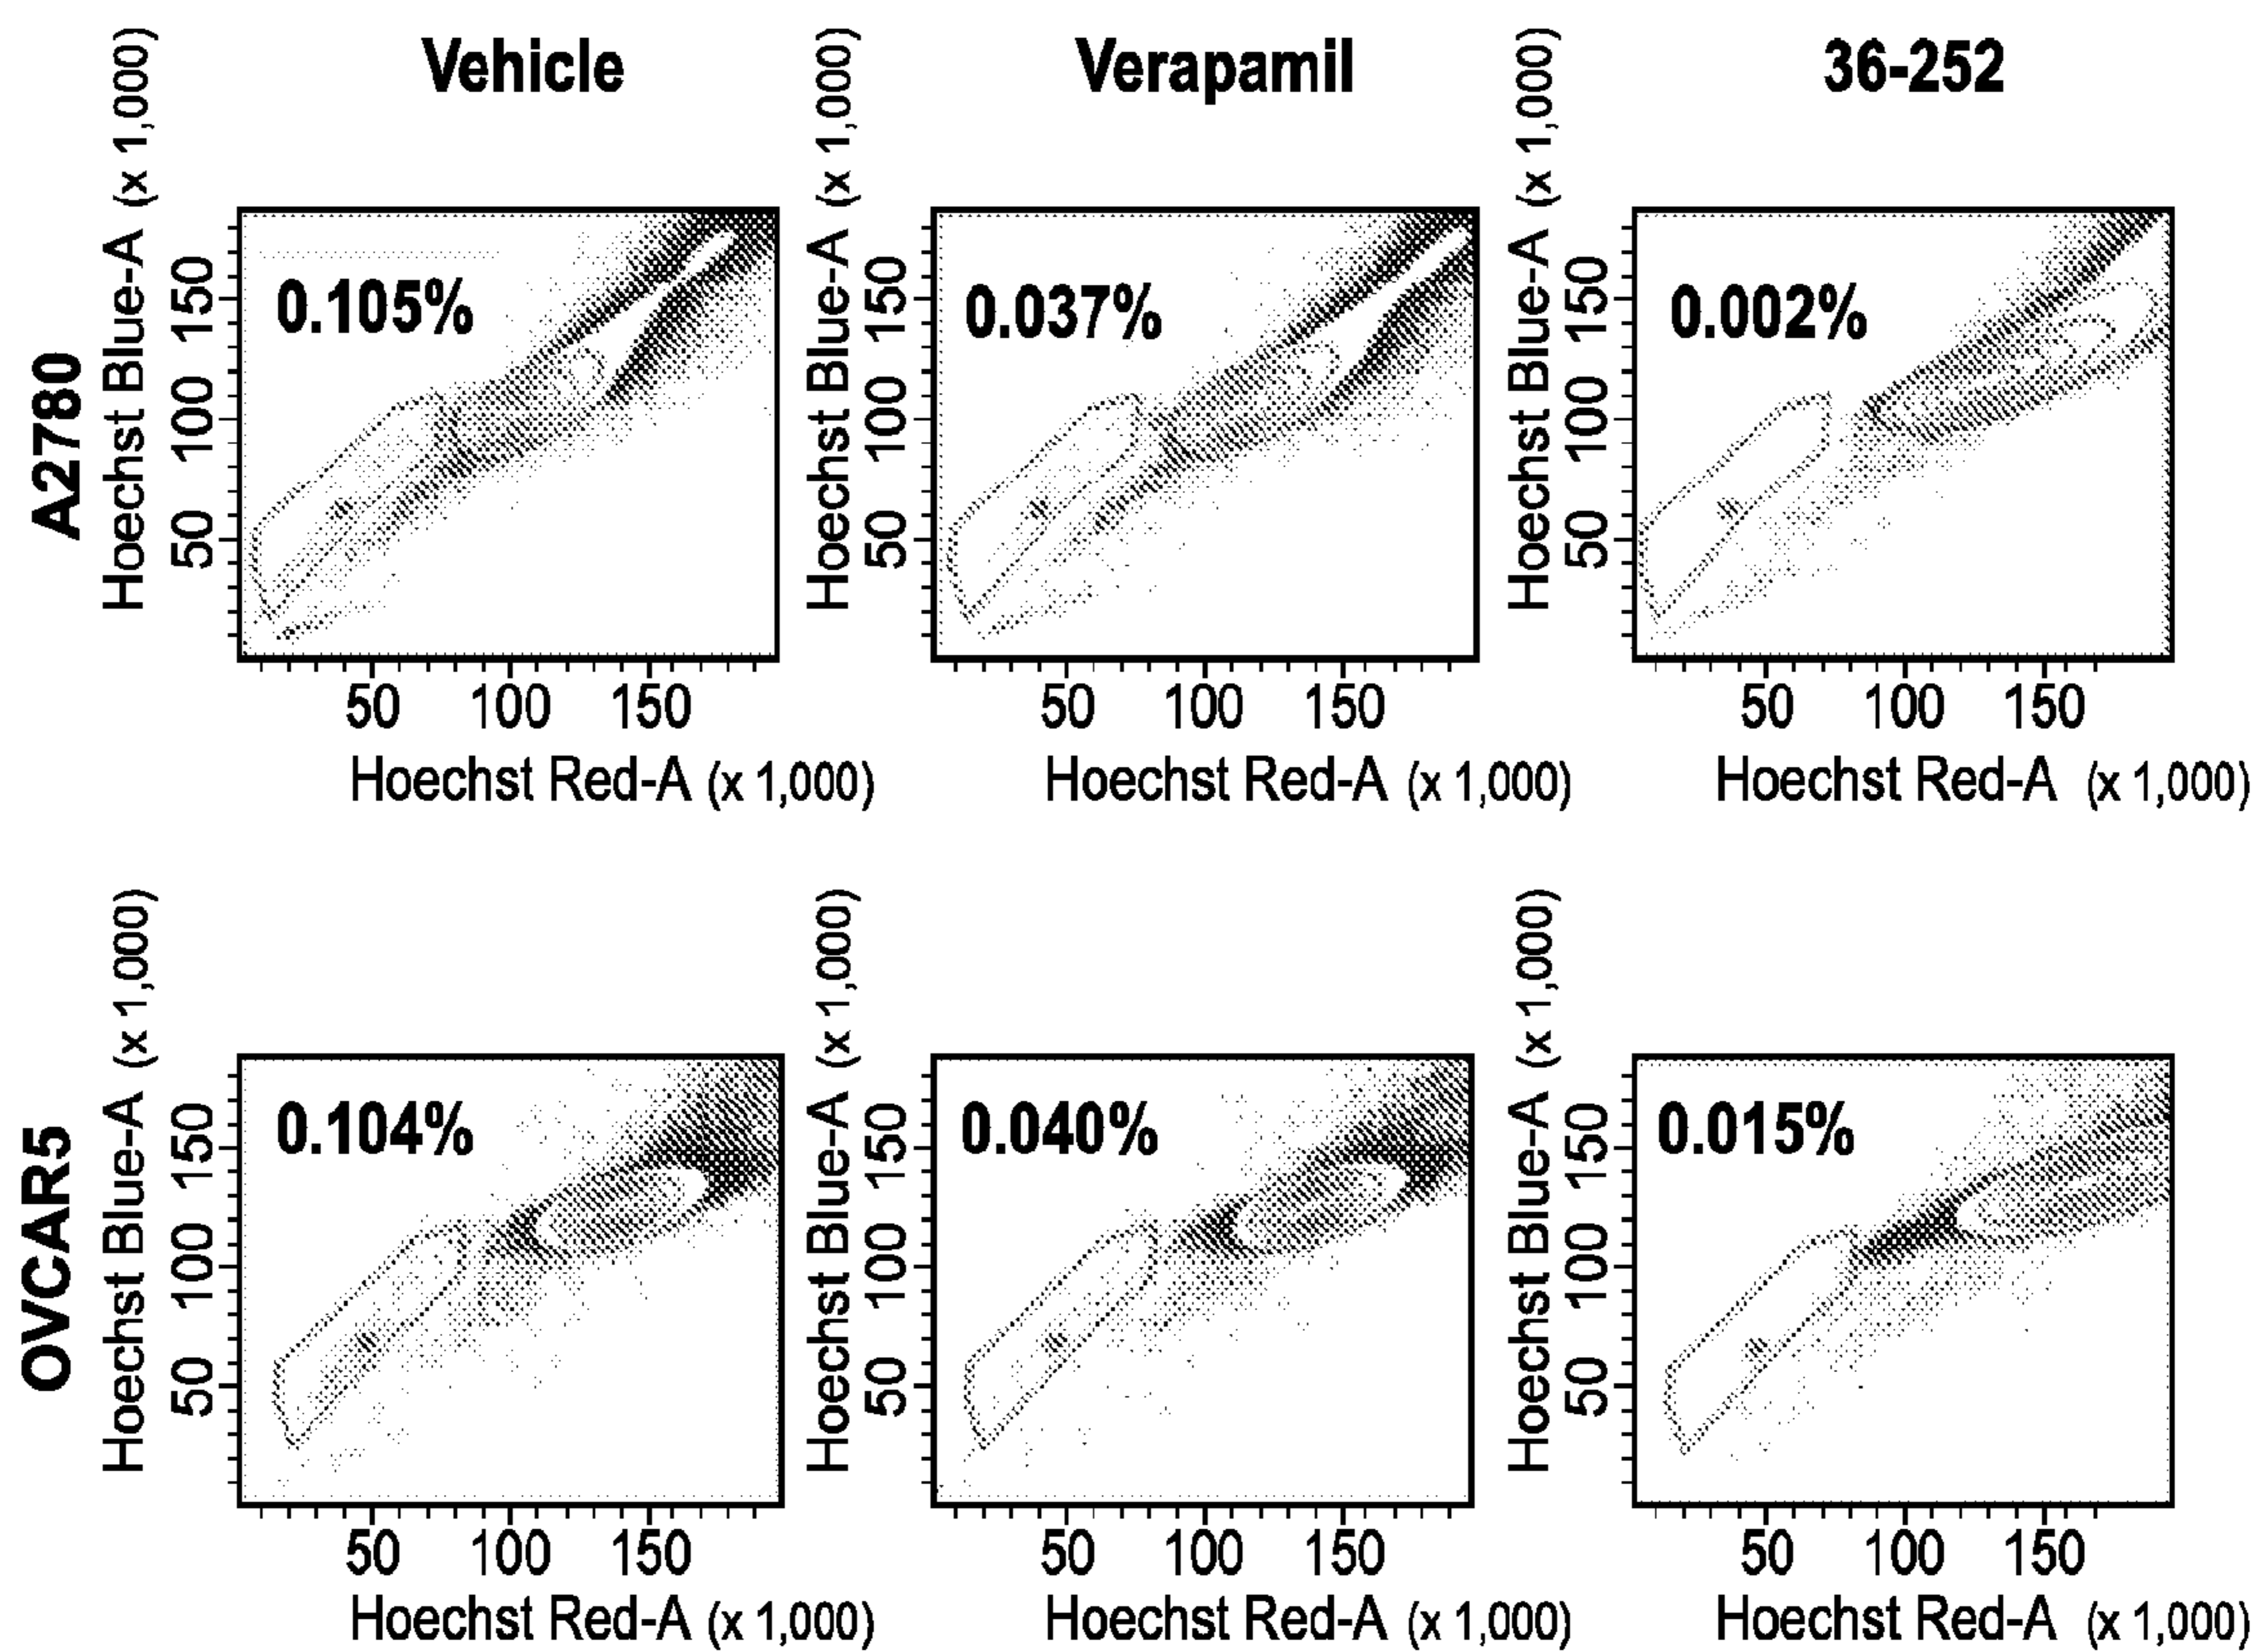 Vehicle
Verapamil
36-252
A2780
Hoechst Blue-A (x 1,000)
150
100
50
0.105%
50 100 150
Hoechst Red-A (x 1,000)
Hoechst Blue-A (x 1,000)
150
100
50
0.037%
50 100 150
Hoechst Red-A (x 1,000)
Hoechst Blue-A (x 1,000)
150
100
50
0.002%
50 100 150
Hoechst Red-A (x 1,000)
OVCAR5
Hoechst Blue-A (x 1,000)
150
100
50
0.104%
50 100 150
Hoechst Red-A (x 1,000)
Hoechst Blue-A (x 1,000)
150
100
50
0.040%
50 100 150
Hoechst Red-A (x 1,000)
Hoechst Blue-A (x 1,000)
150
100
50
0.015%
50 100 150
Hoechst Red-A (x 1,000)